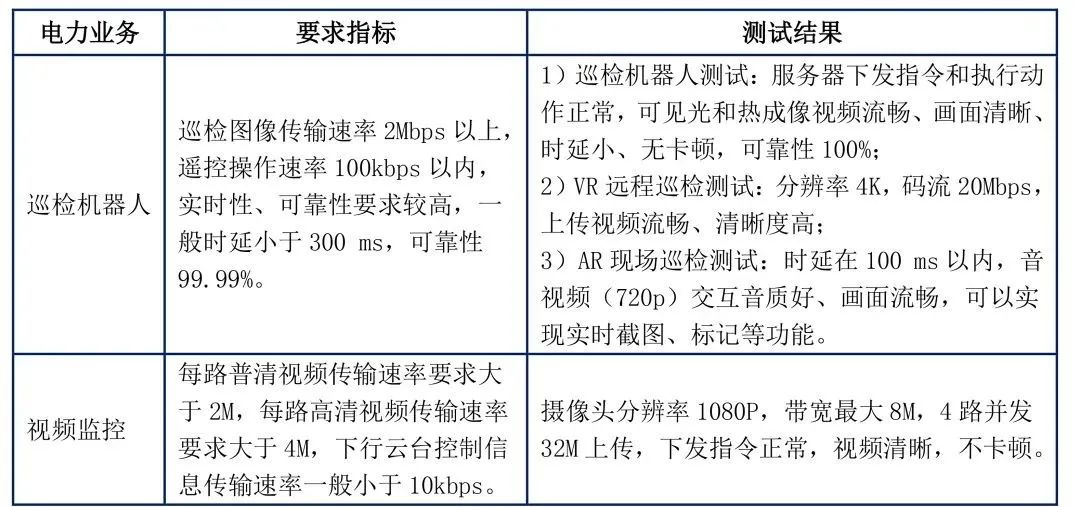 电力业务
要求指标
测试结果
巡检机器人
巡检图像传输速率 2Mbps 以上，
遥控操作速率 100kbps 以内，
实时性、可靠性要求较高，一
般时延小于 300 ms，可靠性
99.99%。
1）巡检机器人测试：服务器下发指令和执行动
作正常，可见光和热成像视频流畅、画面清晰、
时延小、无卡顿，可靠性 100%；
2）VR 远程巡检测试：分辨率 4K，码流 20Mbps，
上传视频流畅、清晰度高；
3）AR 现场巡检测试：时延在 100 ms 以内，音
视频（720p）交互音质好、画面流畅，可以实
现实时截图、标记等功能。
视频监控
每路普清视频传输速率要求大
于 2M，每路高清视频传输速率
要求大于 4M，下行云台控制信
息传输速率一般小于 10kbps。
摄像头分辨率 1080P，带宽最大 8M，4 路并发
32M 上传，下发指令正常，视频清晰，不卡顿。